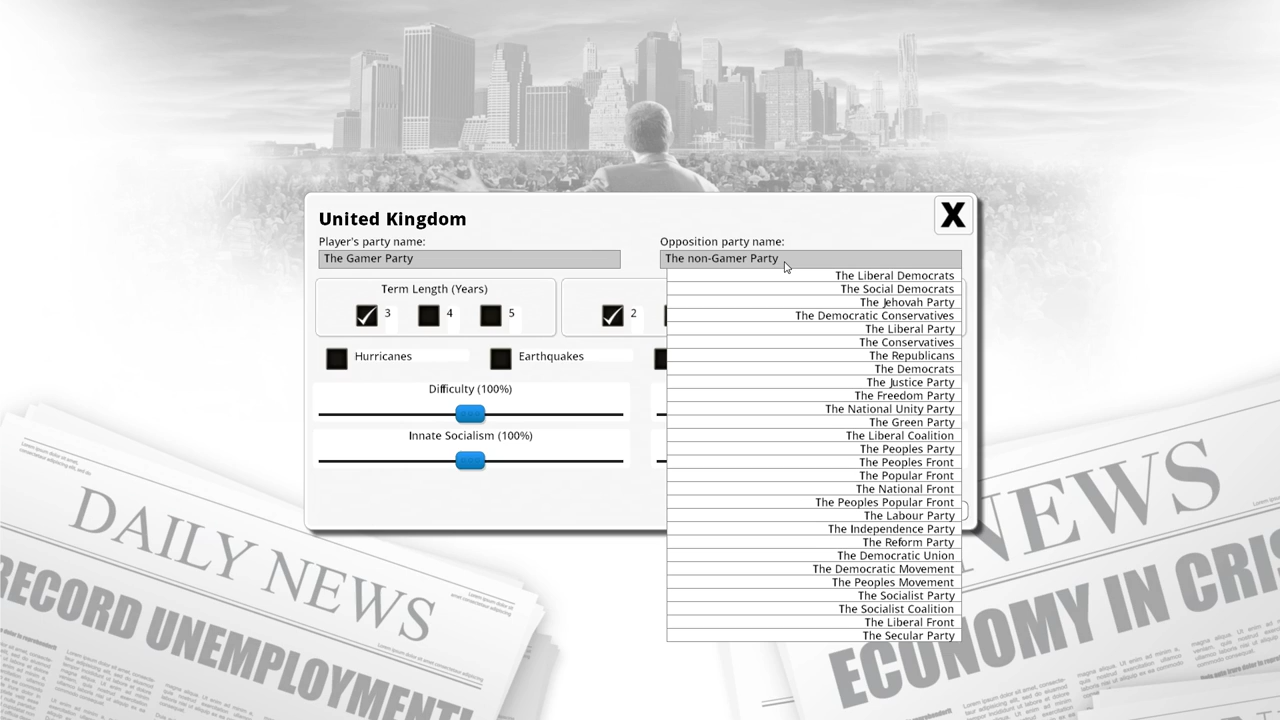 United Kingdom
X
Player's party name:
Opposition party name:
The Gamer Party
The non-Gamer Party
Term Length (Years)
3
4
5
2
Hurricanes
Earthquakes
Difficulty (100%)
Innate Socialism (100%)
The Liberal Democrats
The Social Democrats
The Jehovah Party
The Democratic Conservatives
The Liberal Party
The Conservatives
The Republicans
The Democrats
The Justice Party
The Freedom Party
The National Unity Party
The Green Party
The Liberal Coalition
The Peoples Party
The Peoples Front
The Popular Front
The National Front
The Peoples Popular Front
The Labour Party
The Independence Party
The Reform Party
The Democratic Union
The Democratic Movement
The Peoples Movement
The Socialist Party
The Socialist Coalition
The Liberal Front
The Secular Party
DAILY NEWS
RECORD UNEMPLOYMENT!
NEWS
ECONOMY IN CRIS